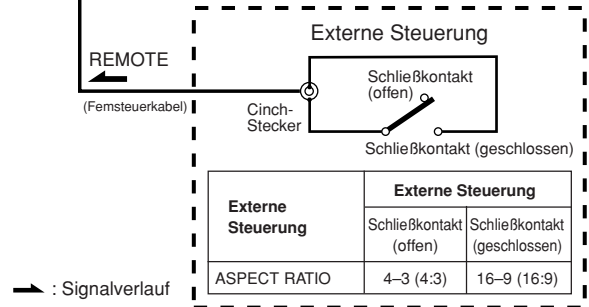 Externe Steuerung
REMOTE
(Femsteuerkabel)
Cinch-
Stecker
Schließkontakt
(offen)
Schließkontakt (geschlossen)
Externe
Steuerung
Externe Steuerung
Schließkontakt
(offen)
Schließkontakt
(geschlossen)
ASPECT RATIO
4–3 (4:3)
16–9 (16:9)
: Signalverlauf